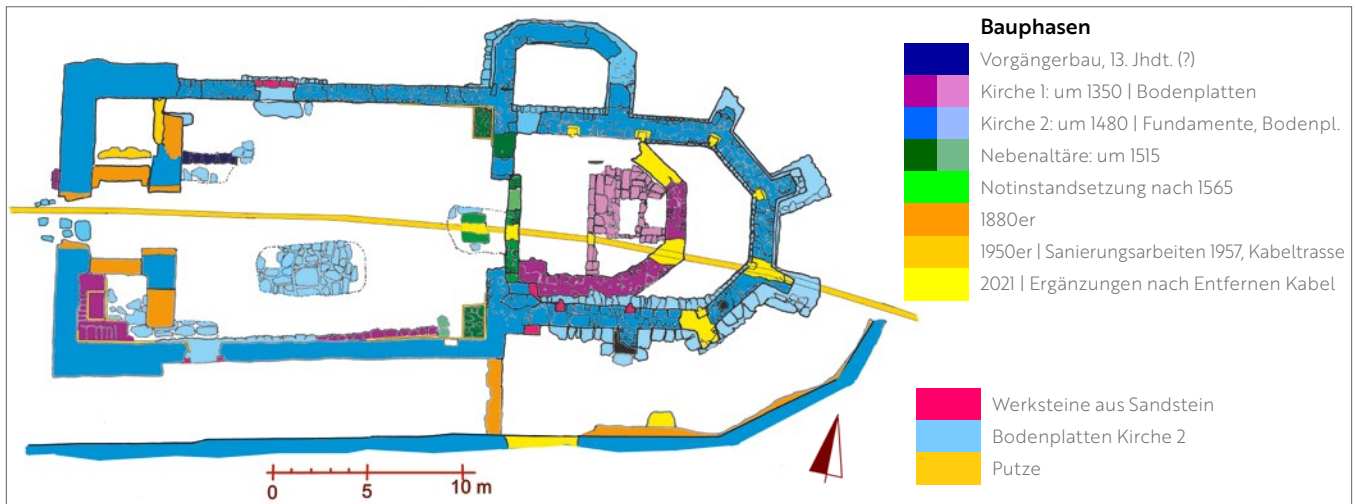 Bauphasen
Vorgängerbau, 13. Jhdt. (?)
Kirche 1: um 1350 | Bodenplatten
Kirche 2: um 1480 | Fundamente, Bodenpl.
Nebenaltäre: um 1515
Notinstandsetzung nach 1565
1880er
1950er | Sanierungsarbeiten 1957, Kabeltrasse
2021 | Ergänzungen nach Entfernen Kabel
Werksteine aus Sandstein
Bodenplatten Kirche 2
Putze
0 5 10 m